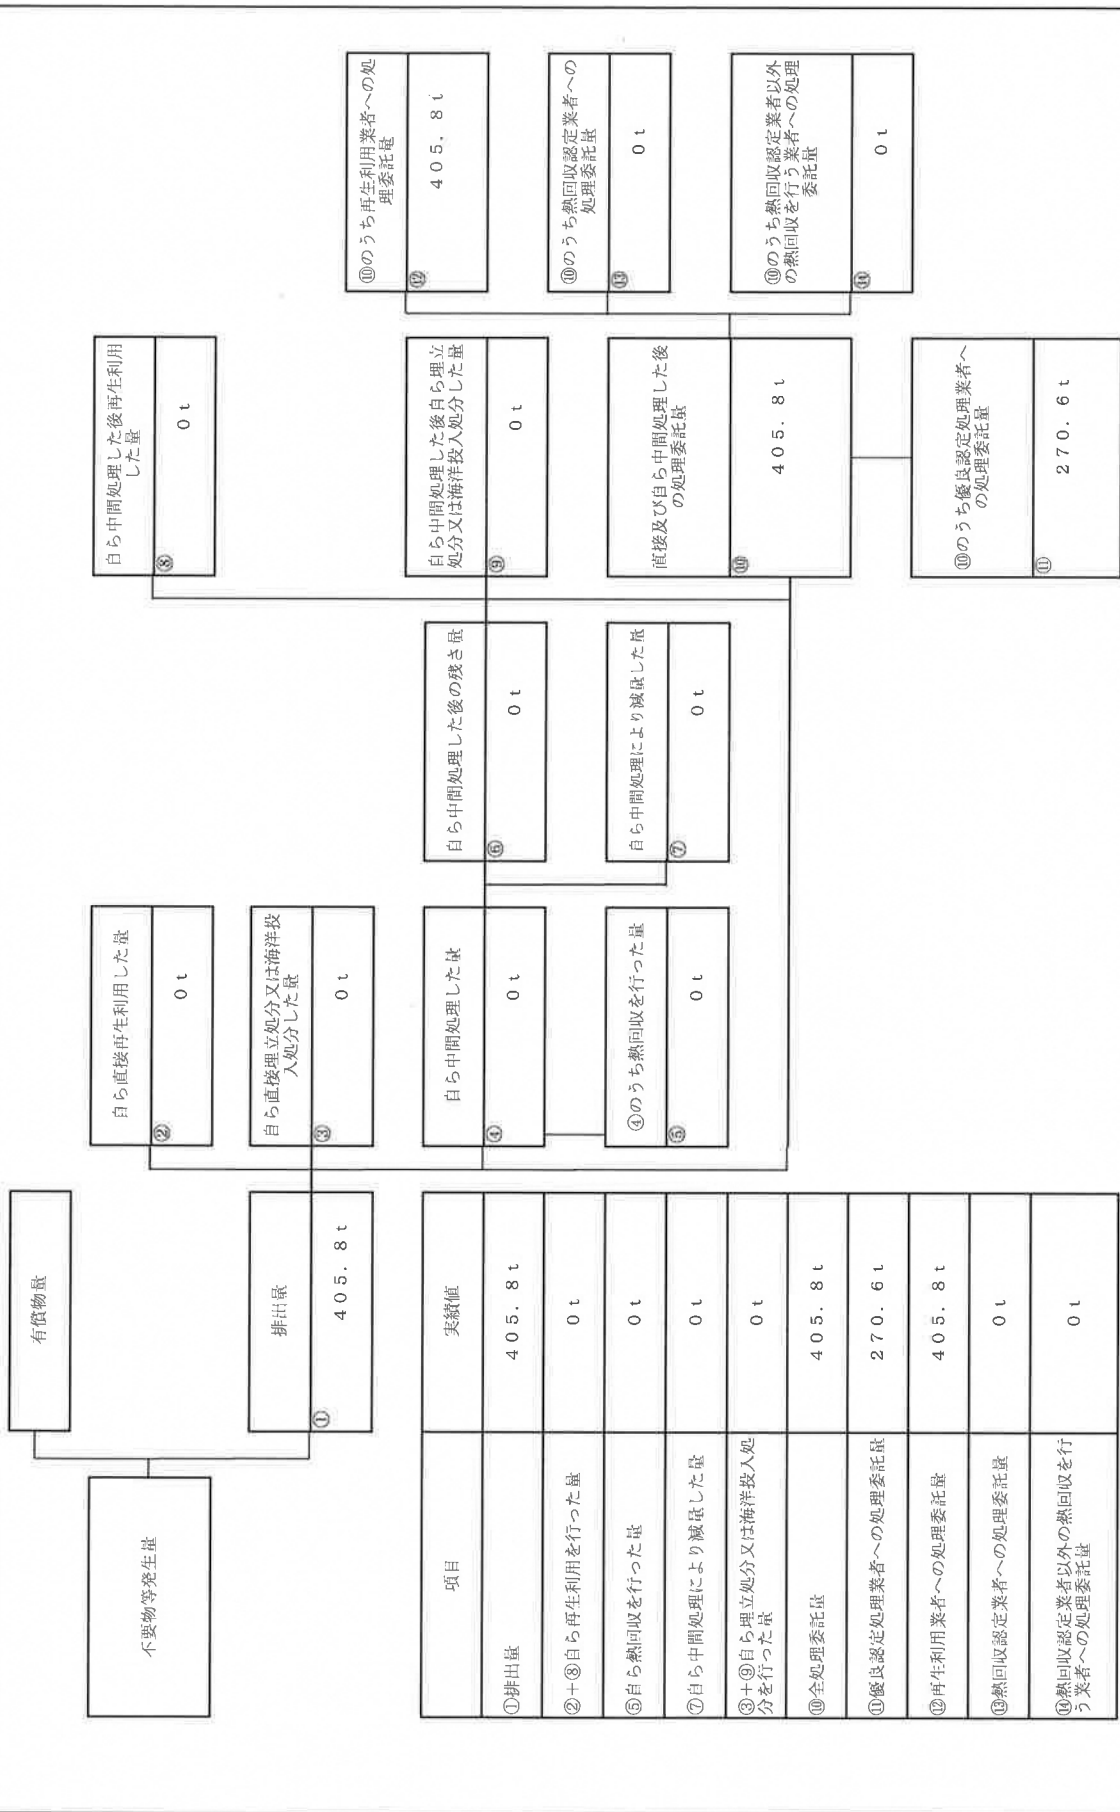 不要物等発生量
有償物量
排出量
①
405.8t
自ら直接再生利用した量
②
0t
自ら直接埋立処分又は海洋投
入処分した量
③
0t
自ら中間処理した量
④
0t
④のうち熱回収を行った量
⑤
0t
自ら中間処理した後の残さ量
⑥
0t
自ら中間処理により減量した量
⑦
0t
自ら中間処理した後再生利用
した量
⑧
0t
自ら中間処理した後自ら埋立
処分又は海洋投入処分した量
⑨
0t
直接及び自ら中間処理した後
の処理委託量
⑩
405.8t
⑩のうち優良認定処理業者へ
の処理委託量
⑪
270.6t
⑩のうち再生利用業者への処
理委託量
⑫
405.8t
⑩のうち熱回収認定業者への
処理委託量
⑬
0t
⑩のうち熱回収認定業者以外
の熱回収を行う業者への処理
委託量
⑭
0t
項目 実績値
①排出量 405.8t
②+⑧自ら再生利用を行った量 0t
⑤自ら熱回収を行った量 0t
⑦自ら中間処理により減量した量 0t
③+⑨自ら埋立処分又は海洋投入処
分を行った量 0t
⑩全処理委託量 405.8t
⑪優良認定処理業者への処理委託量 270.6t
⑫再生利用業者への処理委託量 405.8t
⑬熱回収認定業者への処理委託量 0t
⑭熱回収認定業者以外の熱回収を行
う業者への処理委託量 0t